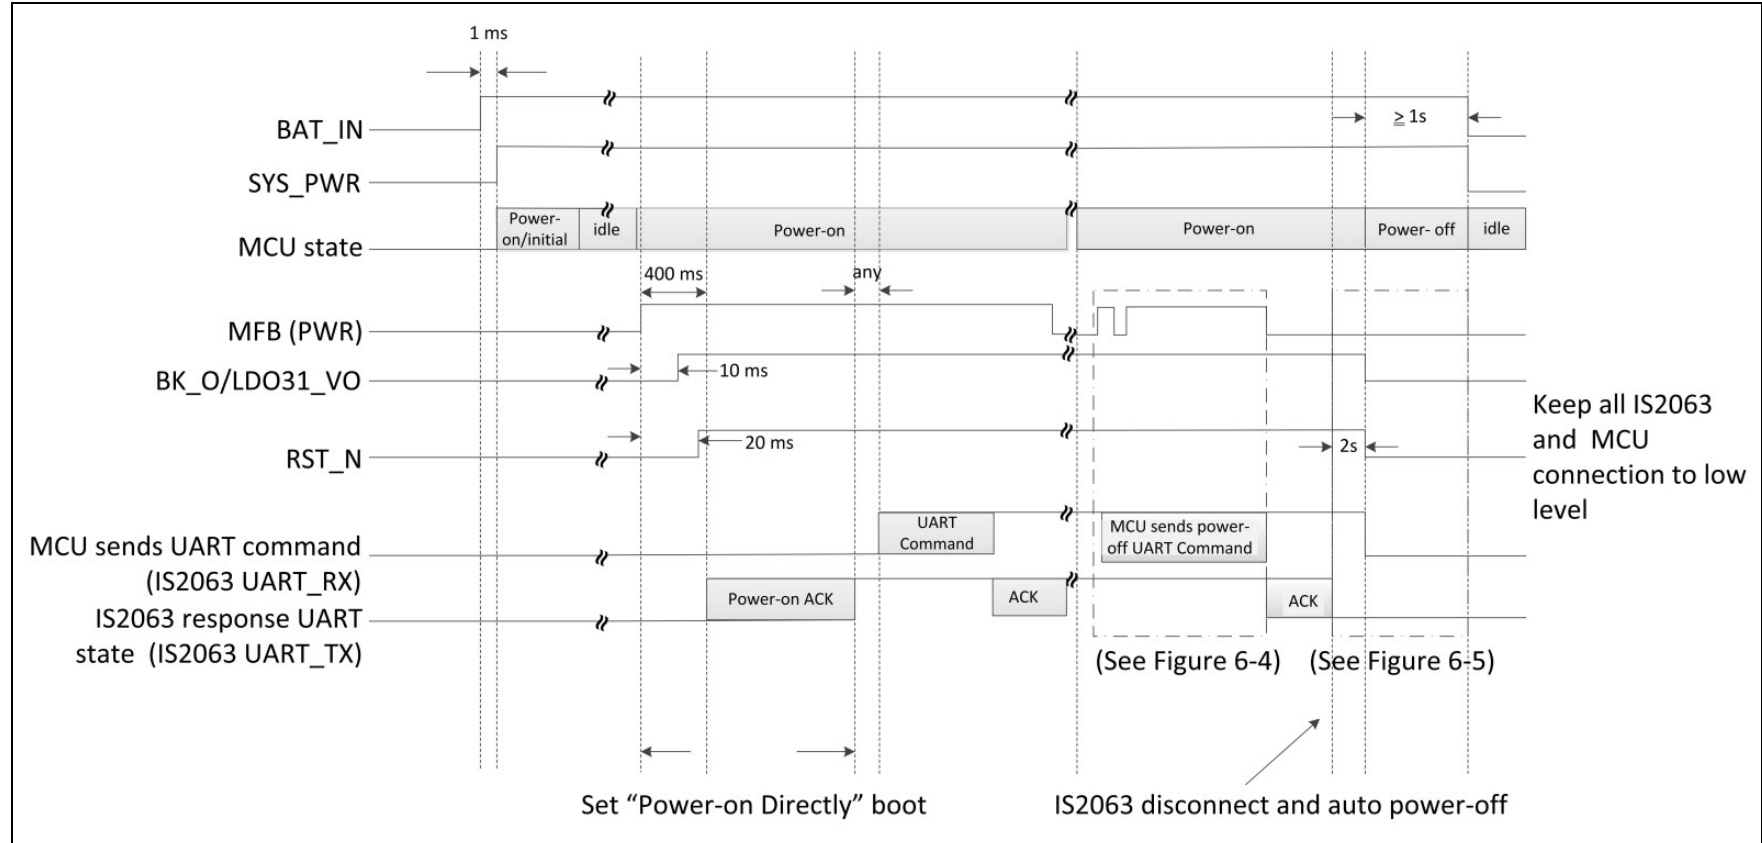 1 ms
BAT_IN
≥ 1s
SYS_PWR
Power-
on/initial
idle
Power-on
Power-on
Power- off
idle
MCU state
400 ms
any
MFB (PWR)
BK_O/LDO31_VO
10 ms
RST_N
20 ms
2s
Keep all IS2063
and MCU
connection to low
level
MCU sends UART command
(IS2063 UART_RX)
UART
Command
MCU sends power-
off UART Command
IS2063 response UART
state (IS2063 UART_TX)
Power-on ACK
ACK
ACK
(See Figure 6-4)
(See Figure 6-5)
Set “Power-on Directly” boot
IS2063 disconnect and auto power-off